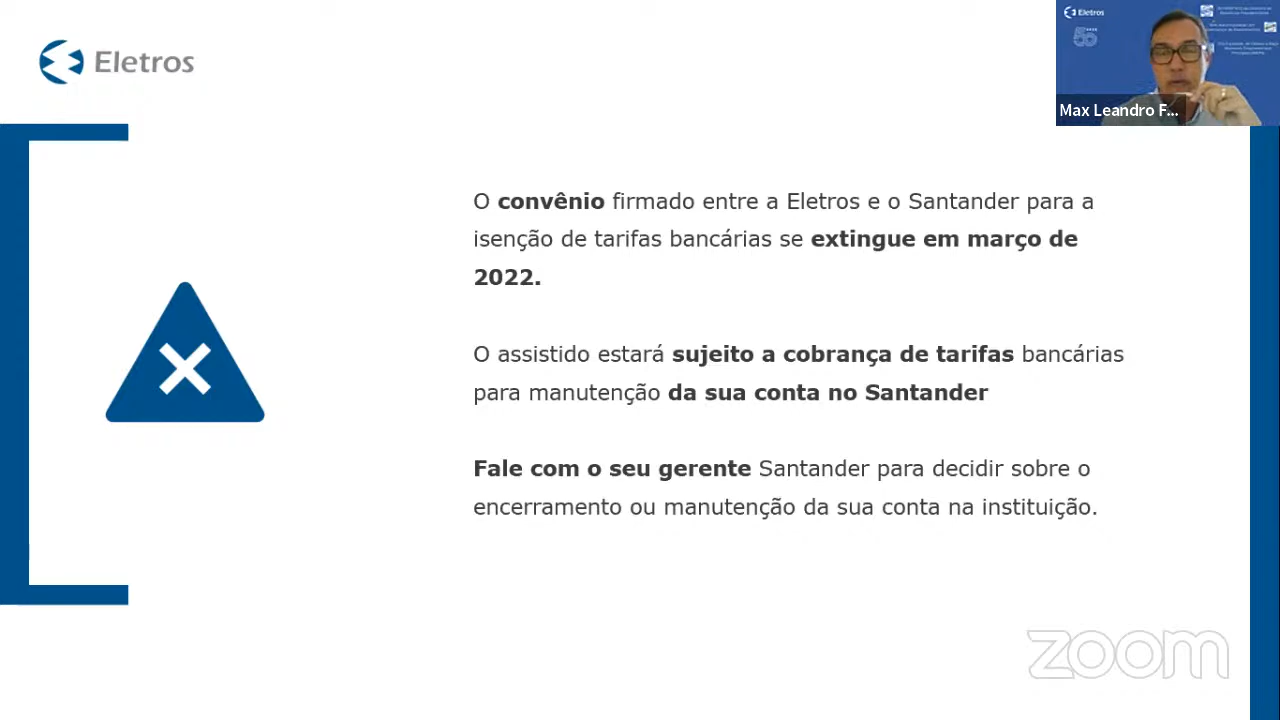 Eletros
Eletros
50
Max Leandro F...
O convênio firmado entre a Eletros e o Santander para a
isenção de tarifas bancárias se extingue em março de
2022.
O assistido estará sujeito a cobrança de tarifas bancárias
para manutenção da sua conta no Santander
Fale com o seu gerente Santander para decidir sobre o
encerramento ou manutenção da sua conta na instituição.
zoom